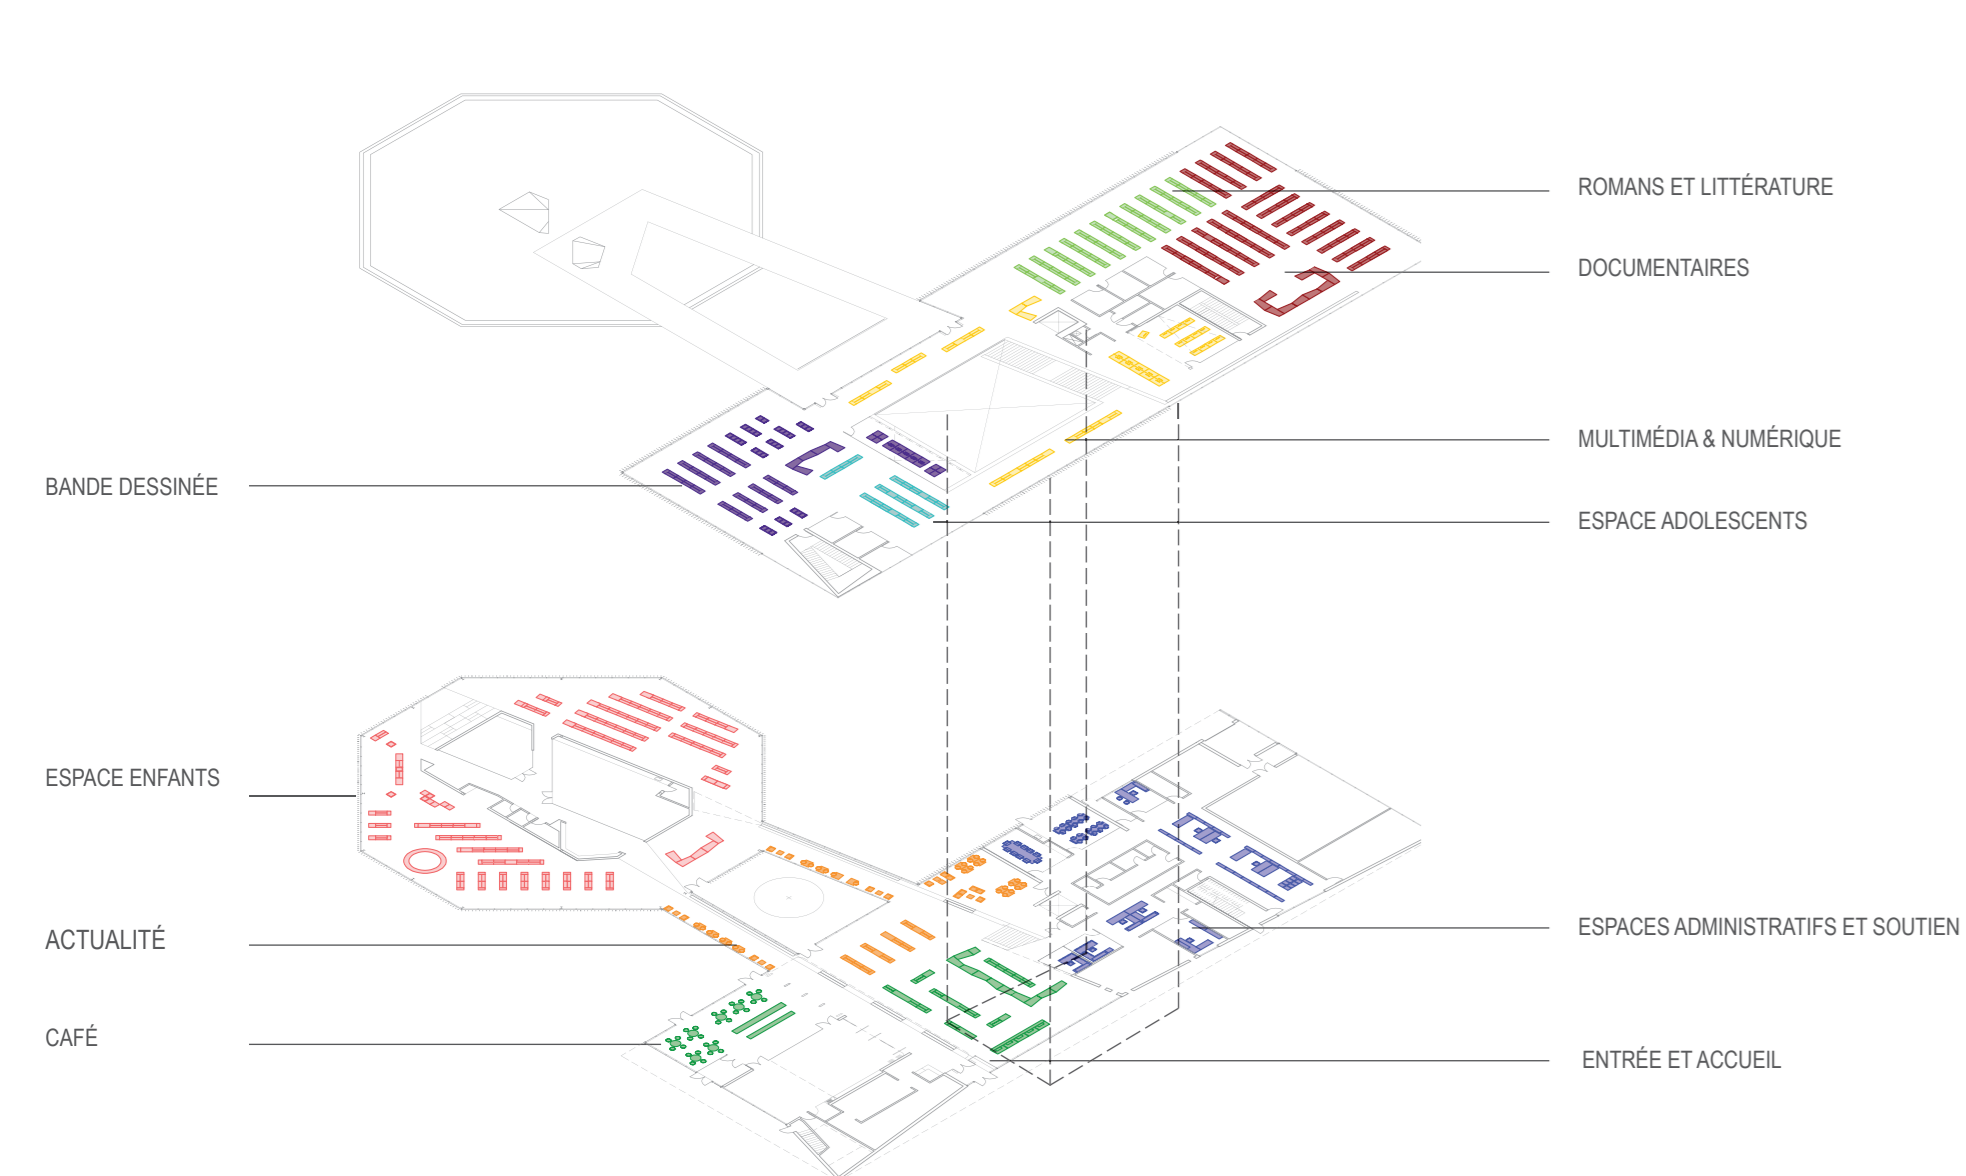 ROMANS ET LITTÉRATURE
DOCUMENTAIRES
MULTIMÉDIA & NUMÉRIQUE
BANDE DESSINÉE
ESPACE ADOLESCENTS
ESPACE ENFANTS
ESPACES ADMINISTRATIFS ET SOUTIEN
ACTUALITÉ
CAFÉ
ENTRÉE ET ACCUEIL